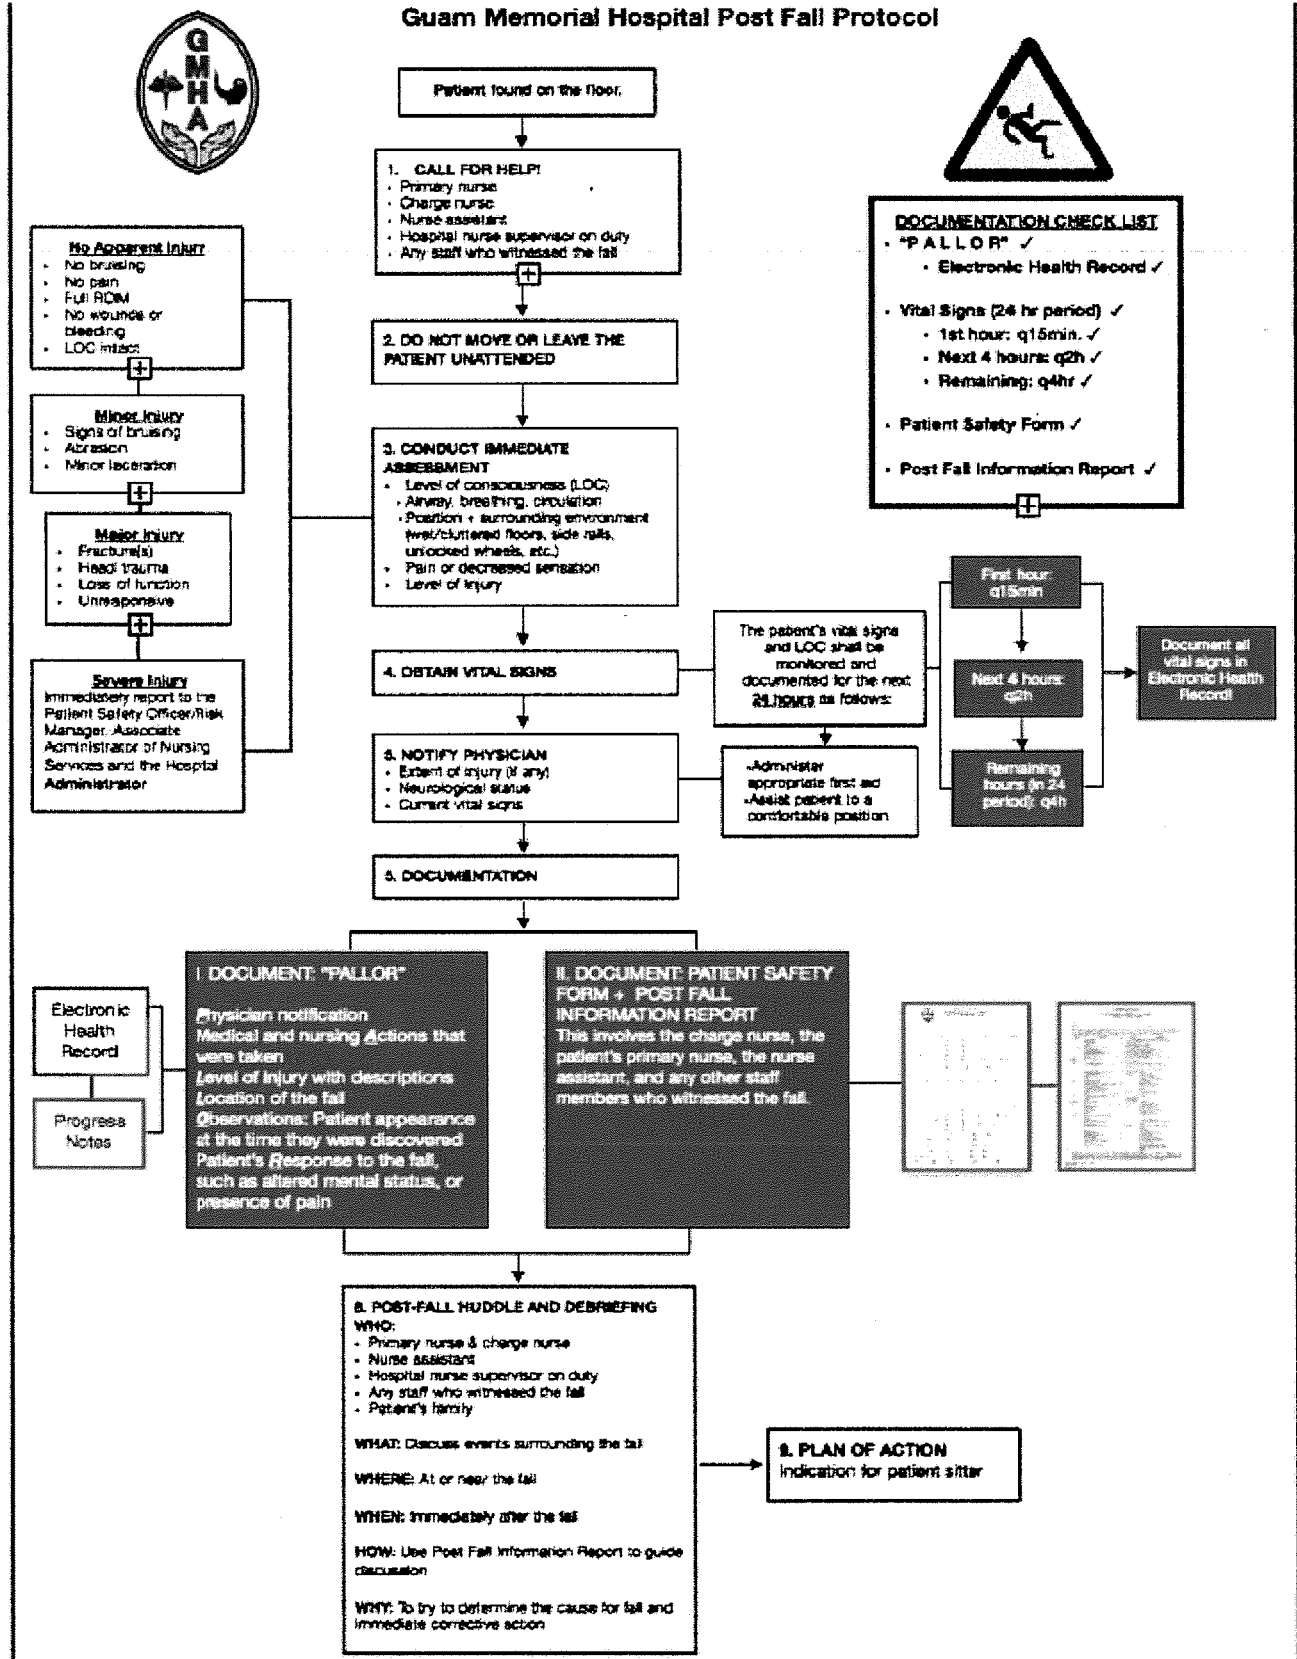 Guam Memorial Hospital Post Fall Protocol
G
M
H
A
Patient found on the floor.
1. CALL FOR HELP!
- Primary nurse
- Charge nurse
- Nurse assistant
- Hospital nurse supervisor on duty
- Any staff who witnessed the fall
DOCUMENTATION CHECK LIST
- "P A L L O R" ✓
- Electronic Health Record ✓
- Vital Signs (24 hr period) ✓
- 1st hour: q15min. ✓
- Next 4 hours: q2h ✓
- Remaining: q4hr ✓
- Patient Safety Form ✓
- Post Fall Information Report ✓
No Apparent Injury
- No bruising
- No pain
- Full ROM
- No wounds or
bleeding
- LOC intact
2. DO NOT MOVE OR LEAVE THE
PATIENT UNATTENDED
Minor Injury
- Signs of bruising
- Abrasion
- Minor laceration
3. CONDUCT IMMEDIATE
ASSESSMENT
- Level of consciousness (LOC)
- Airway, breathing, circulation
- Position + surrounding environment
(wet/cluttered floors, side rails,
unlocked wheels, etc.)
- Pain or decreased sensation
- Level of Injury
Major Injury
- Fracture(s)
- Head trauma
- Loss of function
- Unresponsive
Severe Injury
Immediately report to the
Patient Safety Officer/Risk
Manager, Associate
Administrator of Nursing
Services and the Hospital
Administrator
4. OBTAIN VITAL SIGNS
The patient's vital signs
and LOC shall be
monitored and
documented for the next
24 hours as follows:
First hour:
q15min
Next 4 hours:
q2h
Remaining
hours (in 24
period): q4h
Document all
vital signs in
Electronic Health
Record
5. NOTIFY PHYSICIAN
- Extent of injury (if any)
- Neurological status
- Current vital signs
-Administer
appropriate first aid
-Assist patient to a
comfortable position
5. DOCUMENTATION
Electronic
Health
Record
Progress
Notes
I DOCUMENT: "PALLOR"
Physician notification
Medical and nursing Actions that
were taken
Level of Injury with descriptions
Location of the fall
Observations: Patient appearance
at the time they were discovered
Patient's Response to the fall,
such as altered mental status, or
presence of pain
II. DOCUMENT: PATIENT SAFETY
FORM + POST FALL
INFORMATION REPORT
This involves the charge nurse, the
patient's primary nurse, the nurse
assistant, and any other staff
members who witnessed the fall.
8. POST-FALL HUDDLE AND DEBRIEFING
WHO:
- Primary nurse & charge nurse
- Nurse assistant
- Hospital nurse supervisor on duty
- Any staff who witnessed the fall
- Patient's family
WHAT: Discuss events surrounding the fall
WHERE: At or near the fall
WHEN: Immediately after the fall
HOW: Use Post Fall Information Report to guide
discussion
WHY: To try to determine the cause for fall and
immediate corrective action
9. PLAN OF ACTION
Indication for patient sitter